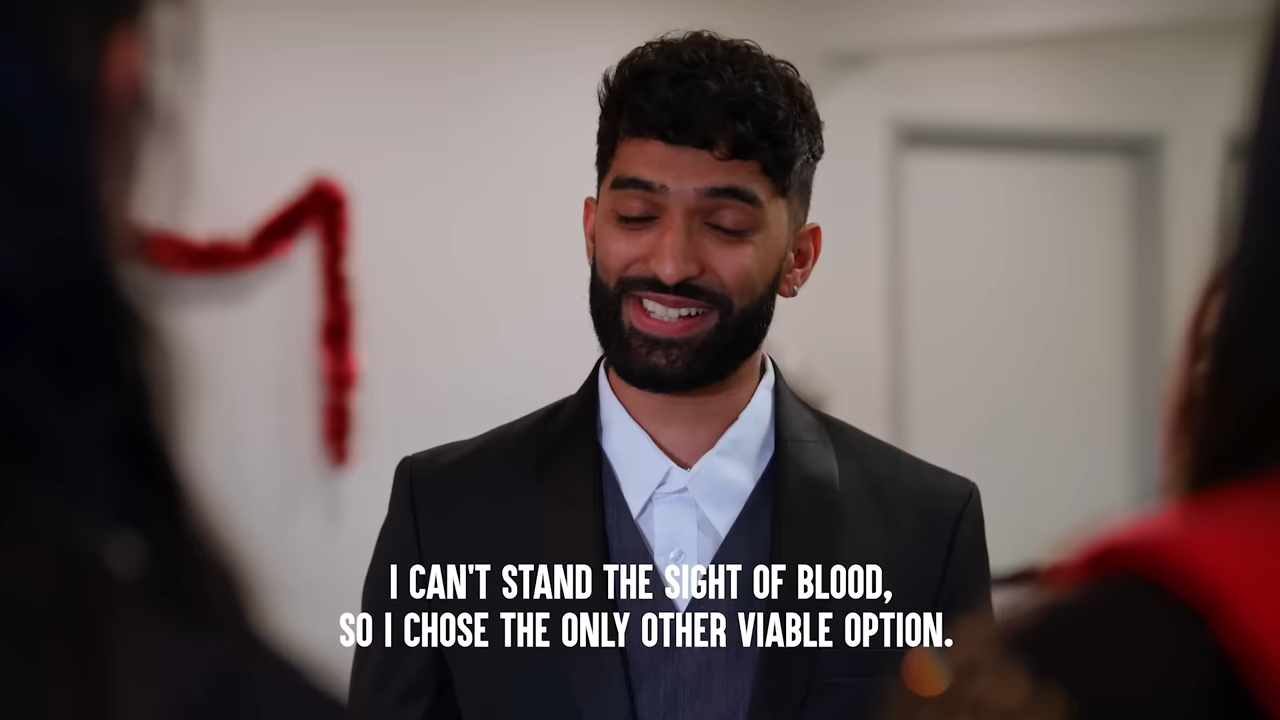 I CAN'T STAND THE SIGHT OF BLOOD,
SO I CHOSE THE ONLY OTHER VIABLE OPTION.